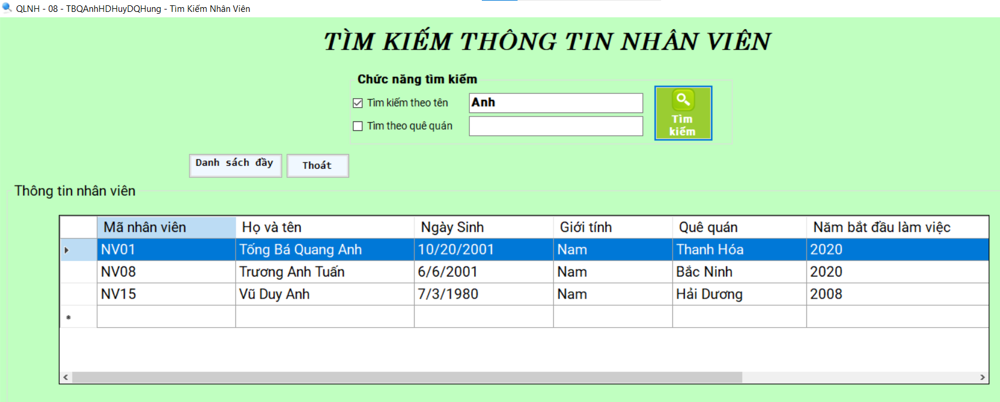 QLNH - 08 - TBQAnhHDHuyDQHung - Tìm Kiếm Nhân Viên
TÌM KIẾM THÔNG TIN NHÂN VIÊN
Chức năng tìm kiếm
Tìm kiếm theo tên Anh
Tìm theo quê quán
Tìm
kiếm
Danh sách đầy Thoát
Thông tin nhân viên
Mã nhân viên Họ và tên Ngày Sinh Giới tính Quê quán Năm bắt đầu làm việc
NV01 Tống Bá Quang Anh 10/20/2001 Nam Thanh Hóa 2020
NV08 Trương Anh Tuấn 6/6/2001 Nam Bắc Ninh 2020
NV15 Vũ Duy Anh 7/3/1980 Nam Hải Dương 2008